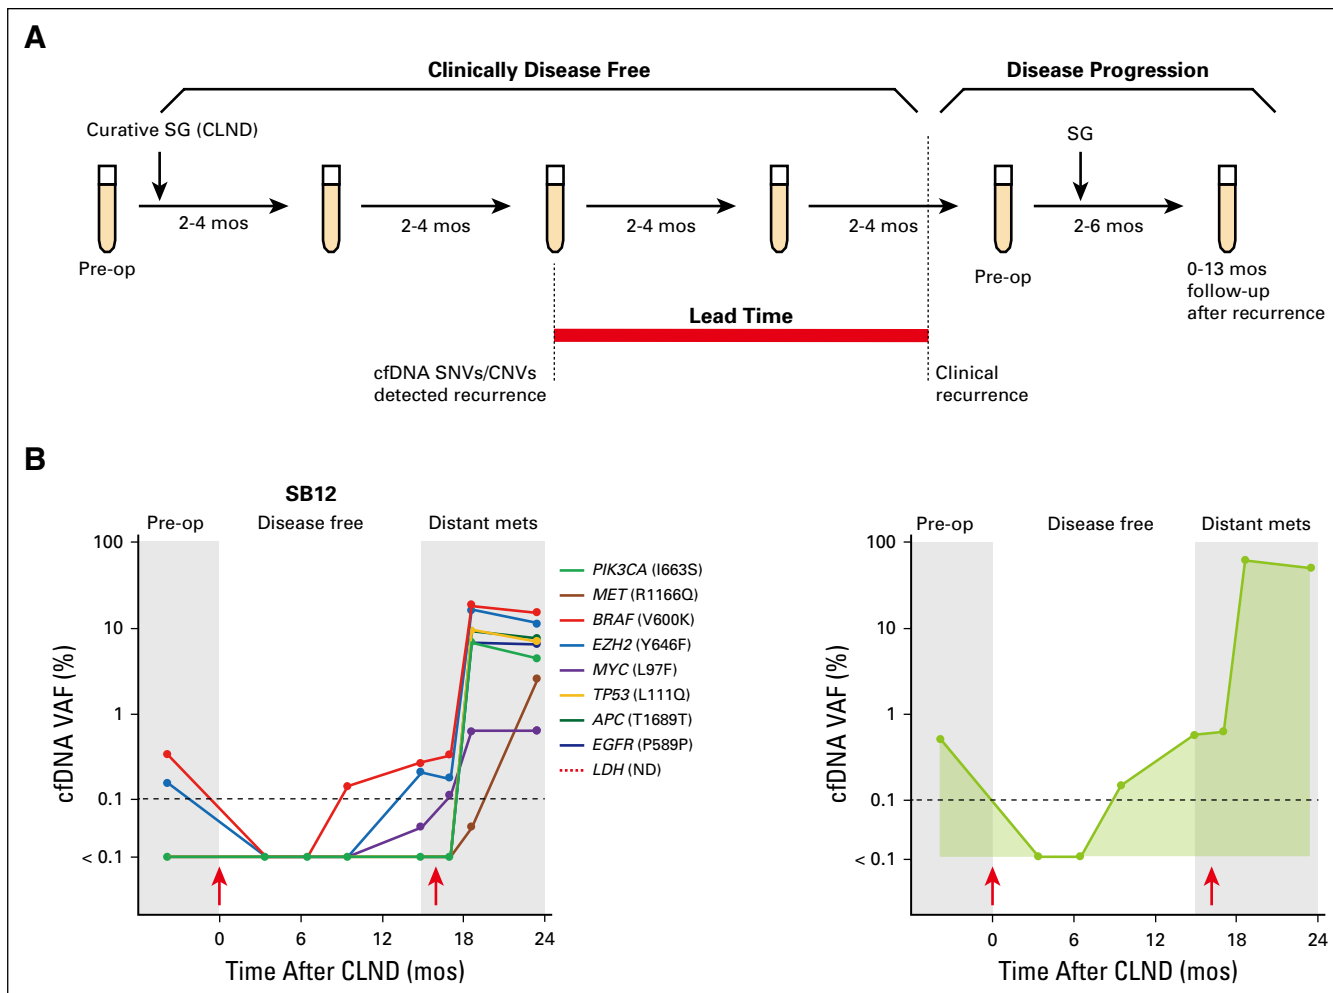 A
Clinically Disease Free
Disease Progression
Curative SG (CLND)
SG
2-4 mos
2-4 mos
2-4 mos
2-4 mos
2-6 mos
Pre-op
Pre-op
0-13 mos
follow-up
after recurrence
Lead Time
cfDNA SNVs/CNVs
detected recurrence
Clinical
recurrence
B
SB12
Pre-op
Disease free
Distant mets
cfDNA VAF (%)
100
10
1
0.1
< 0.1
0
6
12
18
24
Time After CLND (mos)
PIK3CA (I663S)
MET (R1166Q)
BRAF (V600K)
EZH2 (Y646F)
MYC (L97F)
TP53 (L111Q)
APC (T1689T)
EGFR (P589P)
LDH (ND)
Pre-op
Disease free
Distant mets
cfDNA VAF (%)
100
10
1
0.1
< 0.1
0
6
12
18
24
Time After CLND (mos)